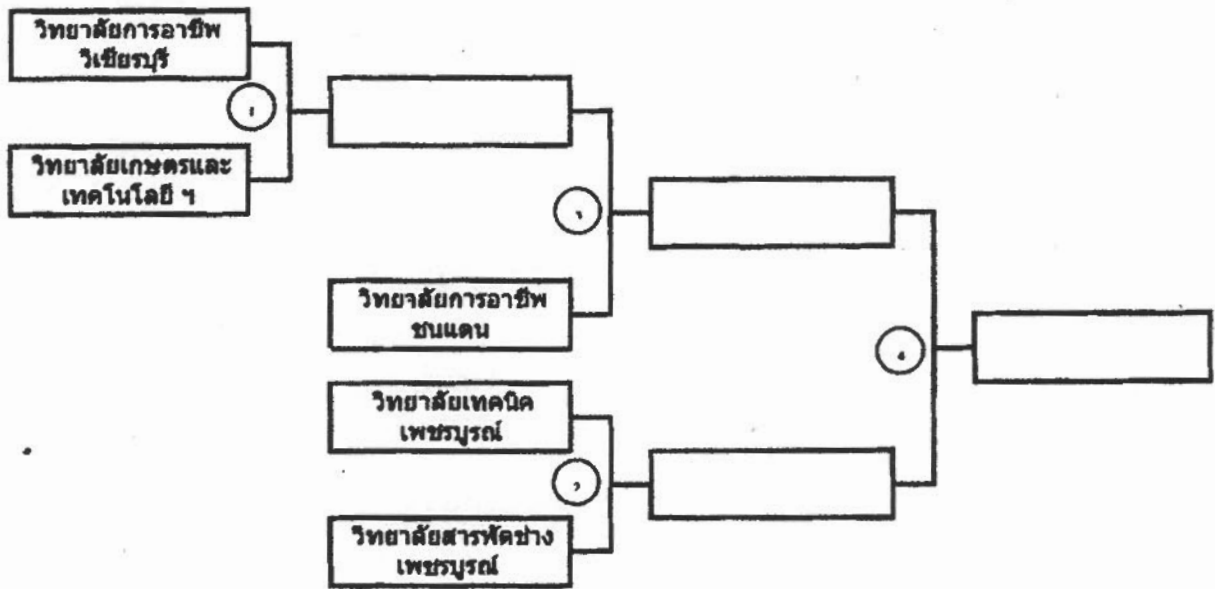 วิทยาลัยการอาชีพ
วิเชียรบุรี
วิทยาลัยเกษตรและ
เทคโนโลยี ฯ
วิทยาลัยการอาชีพ
ชนแดน
วิทยาลัยเทคนิค
เพชรบูรณ์
วิทยาลัยสารพัดช่าง
เพชรบูรณ์